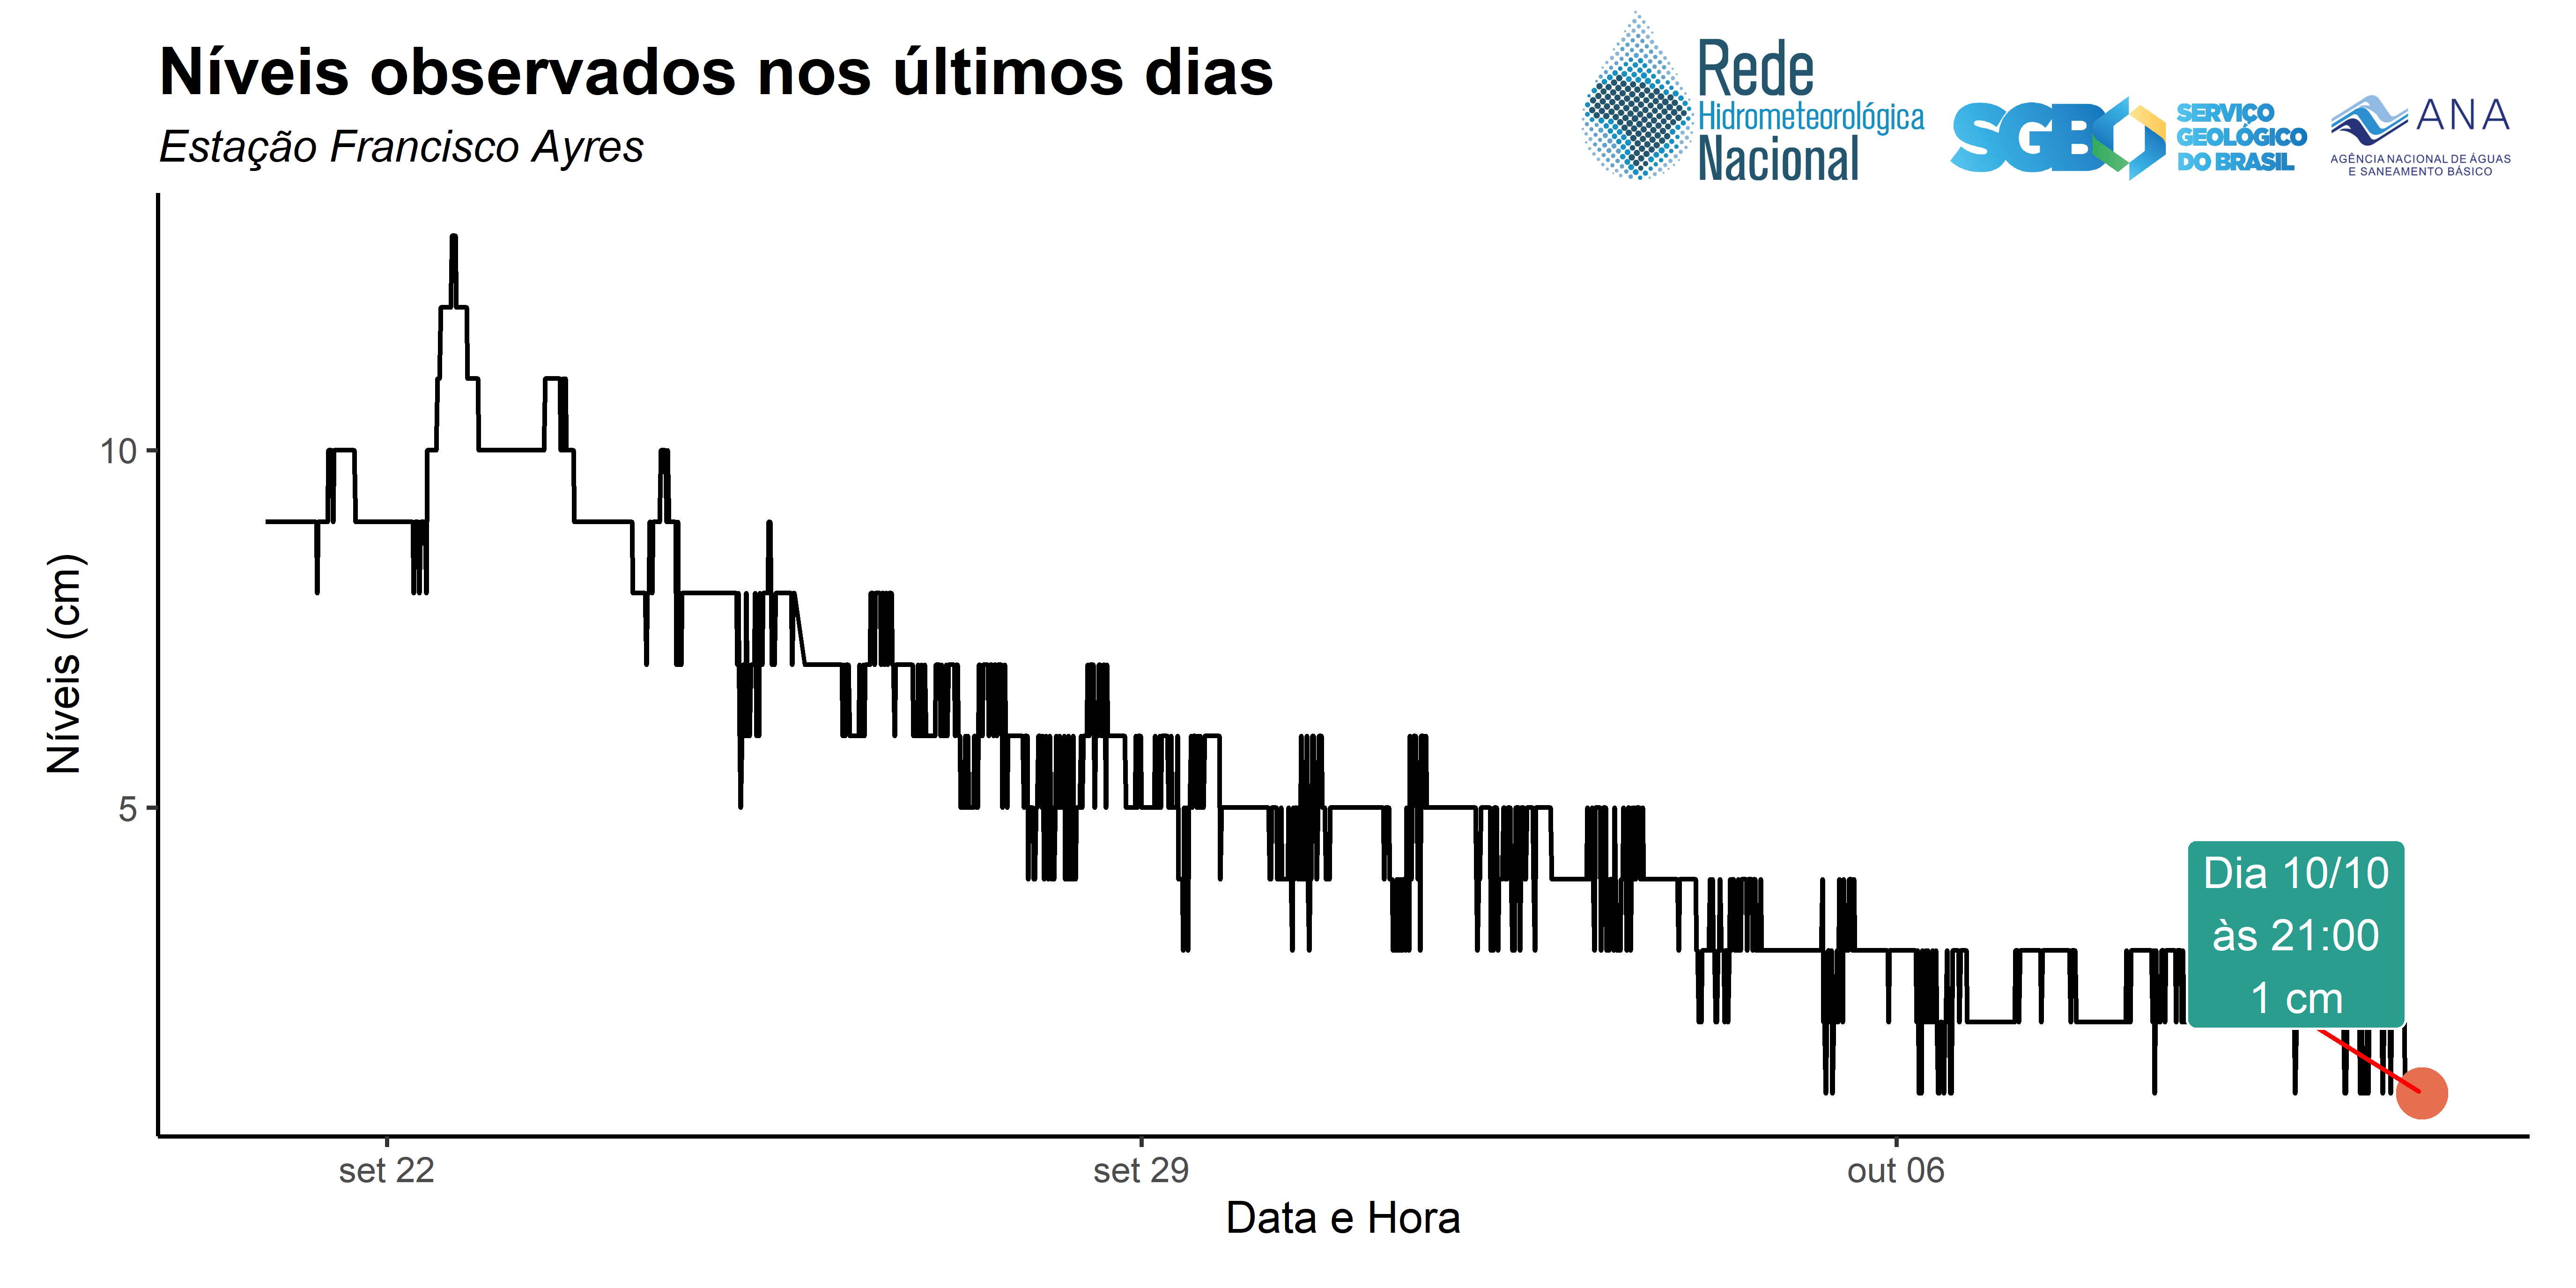 Níveis observados nos últimos dias
Estação Francisco Ayres
Rede
Hidrometeorológica
Nacional
SGB
SERVIÇO
GEOLÓGICO
DO BRASIL
ANA
AGÊNCIA NACIONAL DE ÁGUAS
E SANEAMENTO BÁSICO
Níveis (cm)
10
5
Dia 10/10
às 21:00
1 cm
set 22
set 29
out 06
Data e Hora